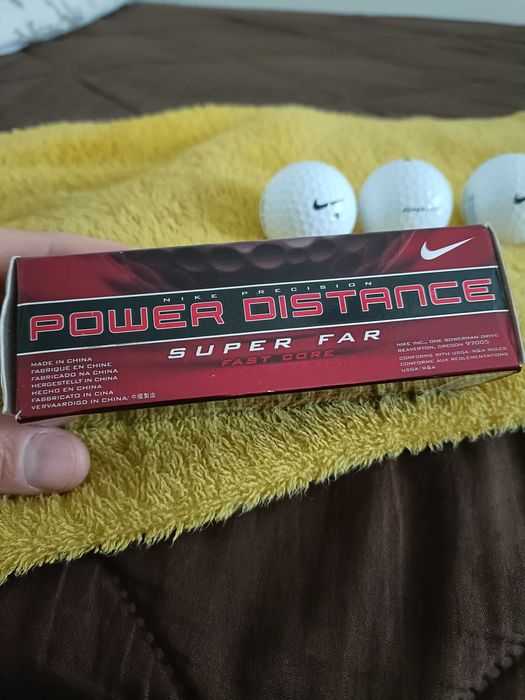 NIKE PRECISION
POWER DISTANCE
SUPER FAR
FAST CORE
MADE IN CHINA
FABRIQUÉ EN CHINE
FABRICADO NA CHINA
HERGESTELLT IN CHINA
HECHO EN CHINA
FABBRICATO IN CINA
VERVAARDIGD IN CHINA/ 中國製造
NIKE INC., ONE BOWERMAN DRIVE
BEAVERTON, OREGON 97005
CONFORMS WITH USGA/R&A RULES
CONFORME AUX RÉGLEMENTATIONS
USGA/R&A